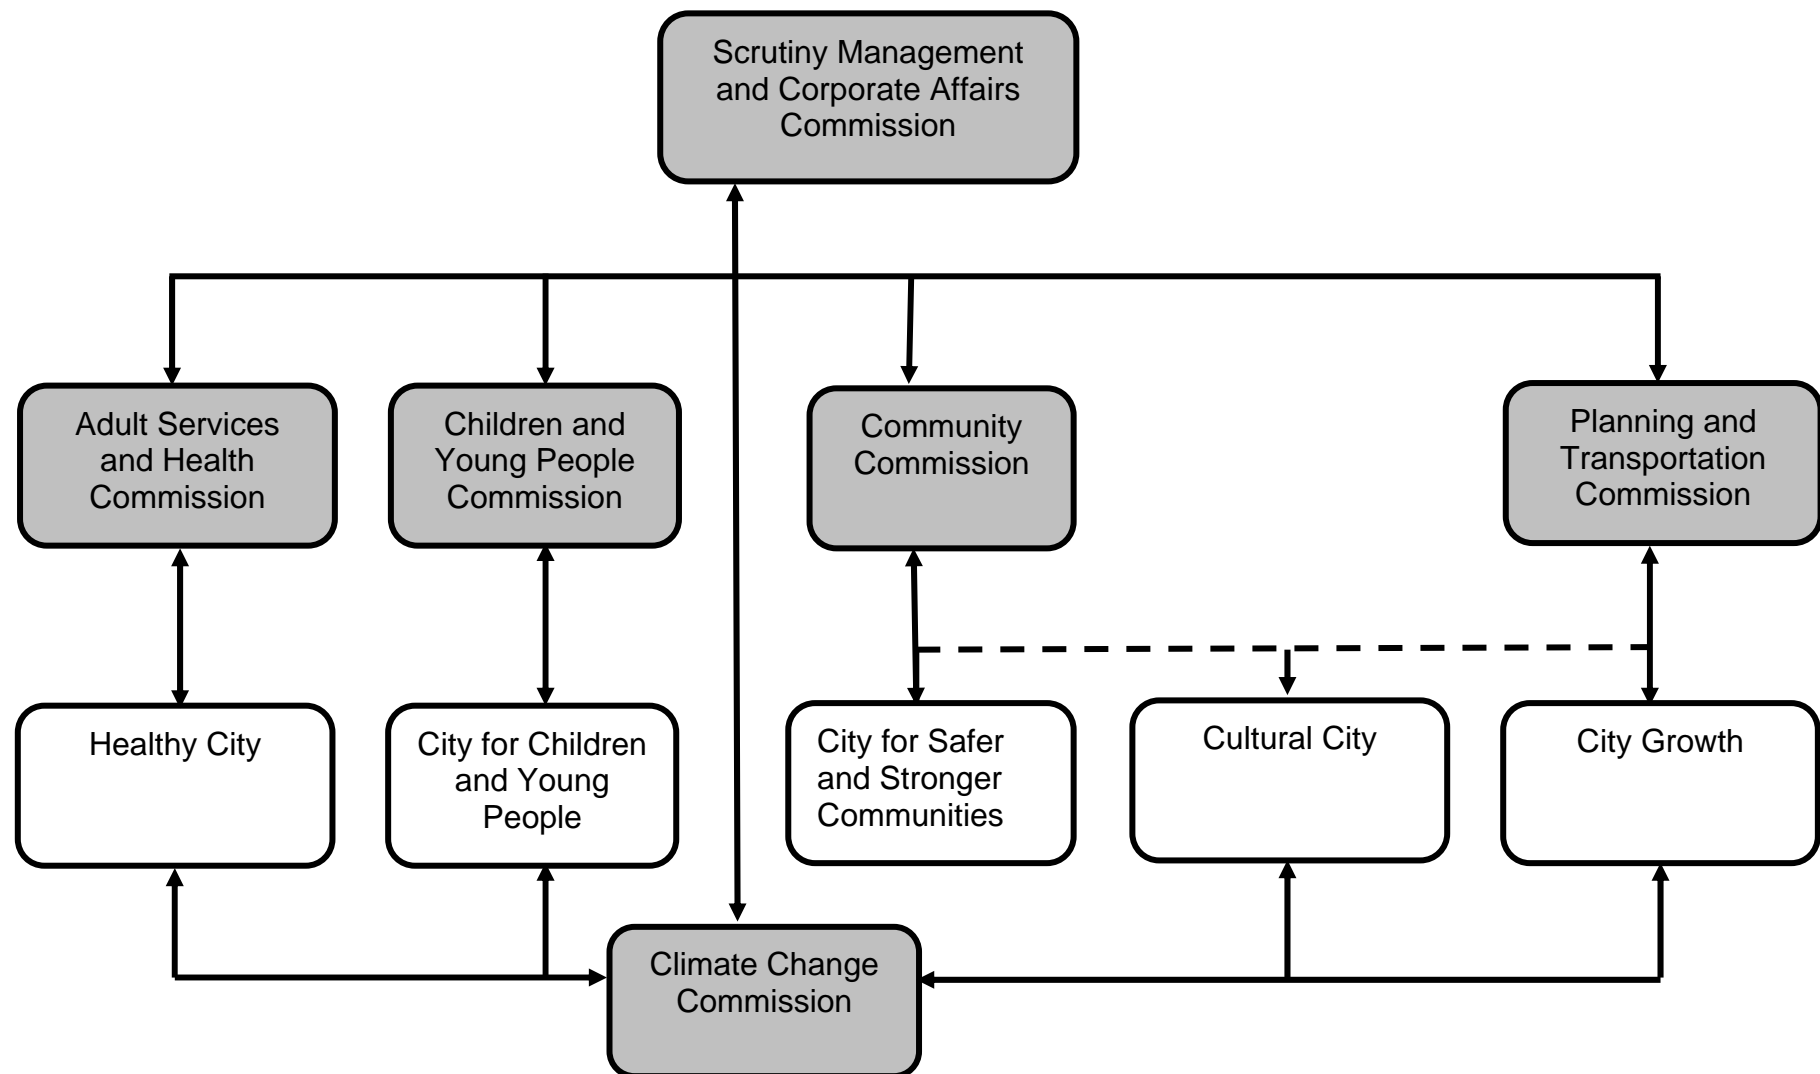 Scrutiny Management
and Corporate Affairs
Commission
Adult Services
and Health
Commission
Children and
Young People
Commission
Community
Commission
Planning and
Transportation
Commission
Healthy City
City for Children
and Young
People
City for Safer
and Stronger
Communities
Cultural City
City Growth
Climate Change
Commission